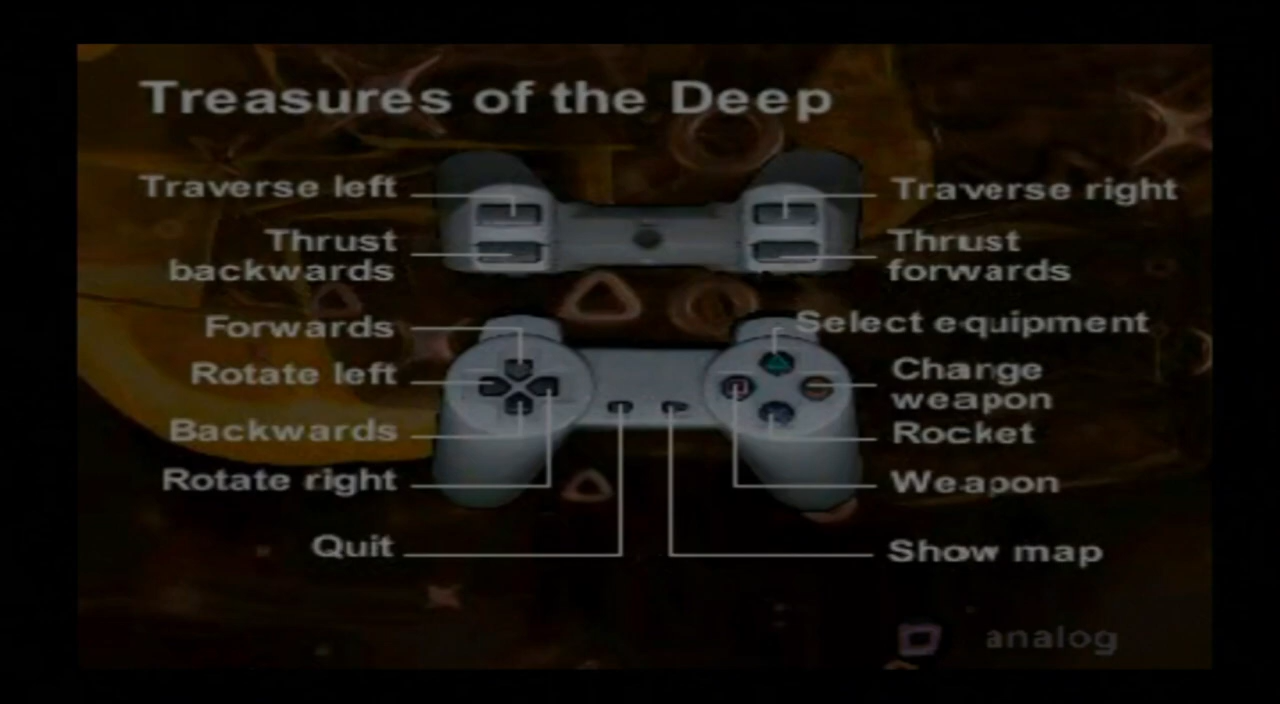 Treasures of the Deep
Traverse left
Traverse right
Thrust
backwards
Thrust
forwards
Forwards
Select equipment
Rotate left
Change
weapon
Backwards
Rocket
Rotate right
Weapon
Quit
Show map
analog